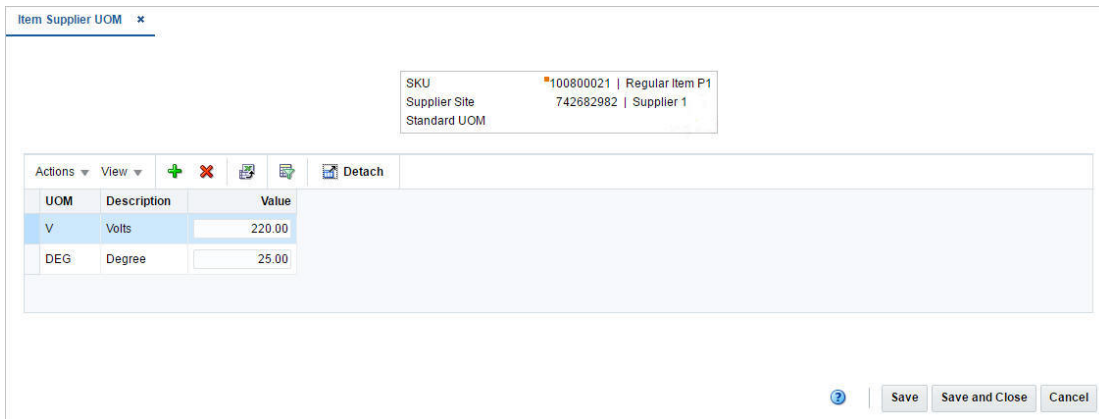 Item Supplier UOM ×
SKU 100800021 | Regular Item P1
Supplier Site 742682982 | Supplier 1
Standard UOM
Actions View Detach
UOM Description Value
V Volts 220.00
DEG Degree 25.00
? Save Save and Close Cancel